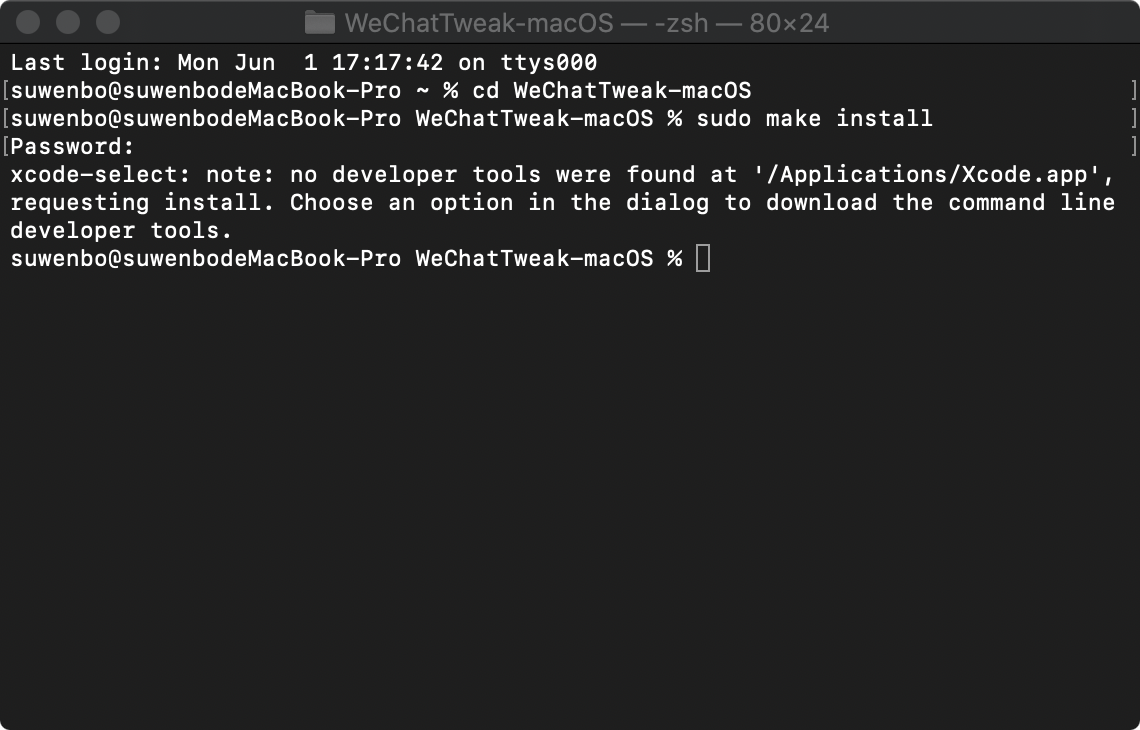 WeChatTweak-macOS — -zsh — 80×24
Last login: Mon Jun  1 17:17:42 on ttys000
[suwenbo@suwenbodeMacBook-Pro ~ % cd WeChatTweak-macOS ]
[suwenbo@suwenbodeMacBook-Pro WeChatTweak-macOS % sudo make install ]
[Password: ]
xcode-select: note: no developer tools were found at '/Applications/Xcode.app',
requesting install. Choose an option in the dialog to download the command line
developer tools.
suwenbo@suwenbodeMacBook-Pro WeChatTweak-macOS %